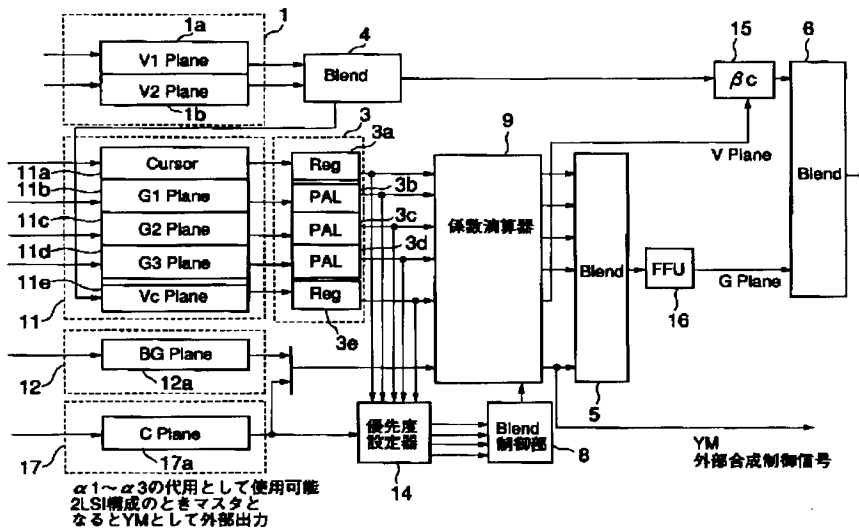 1
1a
V1 Plane
V2 Plane
1b
4
Blend
15
βc
6
Blend
V Plane
3
3a
11a
Cursor
Reg
11b
G1 Plane
PAL
3b
11c
G2 Plane
PAL
3c
11d
G3 Plane
PAL
3d
11e
Vc Plane
Reg
3e
11
9
係数演算器
Blend
5
FFU
16
G Plane
BG Plane
12a
12
C Plane
17a
17
優先度
設定器
14
Blend
制御部
8
YM
外部合成制御信号
α1～α3の代用として使用可能
2LSI構成のときマスタと
なるとYMとして外部出力